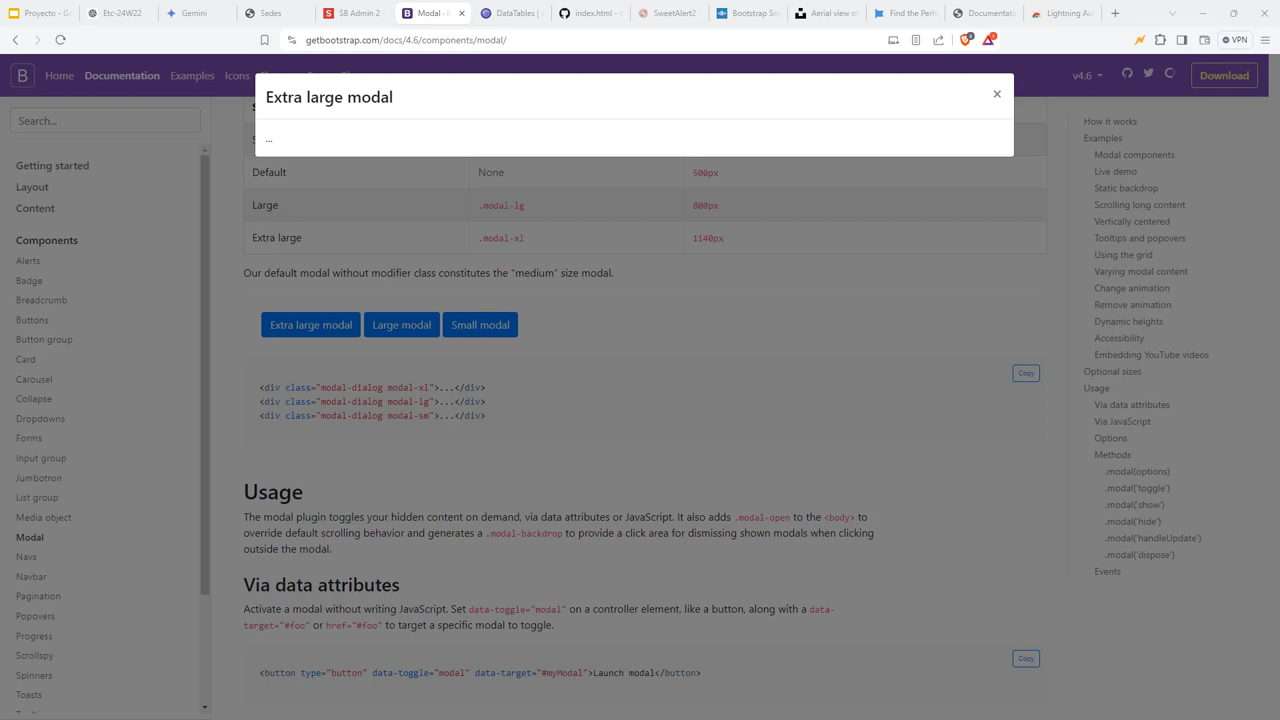 Proyecto - G
Etc-24W22
Gemini
Sedes
SB Admin 2 -
Modal · B
DataTables | J
index.html - x
SweetAlert2 -
Bootstrap Sni
Aerial view of
Find the Perfe
Documentati
Lightning Au
getbootstrap.com/docs/4.6/components/modal/
VPN
B
Home
Documentation
Examples
Icons
v4.6
Download
Extra large modal
×
...
Search...
Getting started
Layout
Content
Components
Alerts
Badge
Breadcrumb
Buttons
Button group
Card
Carousel
Collapse
Dropdowns
Forms
Input group
Jumbotron
List group
Media object
Modal
Navs
Navbar
Pagination
Popovers
Progress
Scrollspy
Spinners
Toasts
Default None 500px
Large .modal-lg 800px
Extra large .modal-xl 1140px
Our default modal without modifier class constitutes the “medium” size modal.
Extra large modal
Large modal
Small modal
Copy
<div class="modal-dialog modal-xl">...</div>
<div class="modal-dialog modal-lg">...</div>
<div class="modal-dialog modal-sm">...</div>
Usage
The modal plugin toggles your hidden content on demand, via data attributes or JavaScript. It also adds .modal-open to the <body> to
override default scrolling behavior and generates a .modal-backdrop to provide a click area for dismissing shown modals when clicking
outside the modal.
Via data attributes
Activate a modal without writing JavaScript. Set data-toggle="modal" on a controller element, like a button, along with a data-
target="#foo" or href="#foo" to target a specific modal to toggle.
Copy
<button type="button" data-toggle="modal" data-target="#myModal">Launch modal</button>
How it works
Examples
Modal components
Live demo
Static backdrop
Scrolling long content
Vertically centered
Tooltips and popovers
Using the grid
Varying modal content
Change animation
Remove animation
Dynamic heights
Accessibility
Embedding YouTube videos
Optional sizes
Usage
Via data attributes
Via JavaScript
Options
Methods
.modal(options)
.modal('toggle')
.modal('show')
.modal('hide')
.modal('handleUpdate')
.modal('dispose')
Events